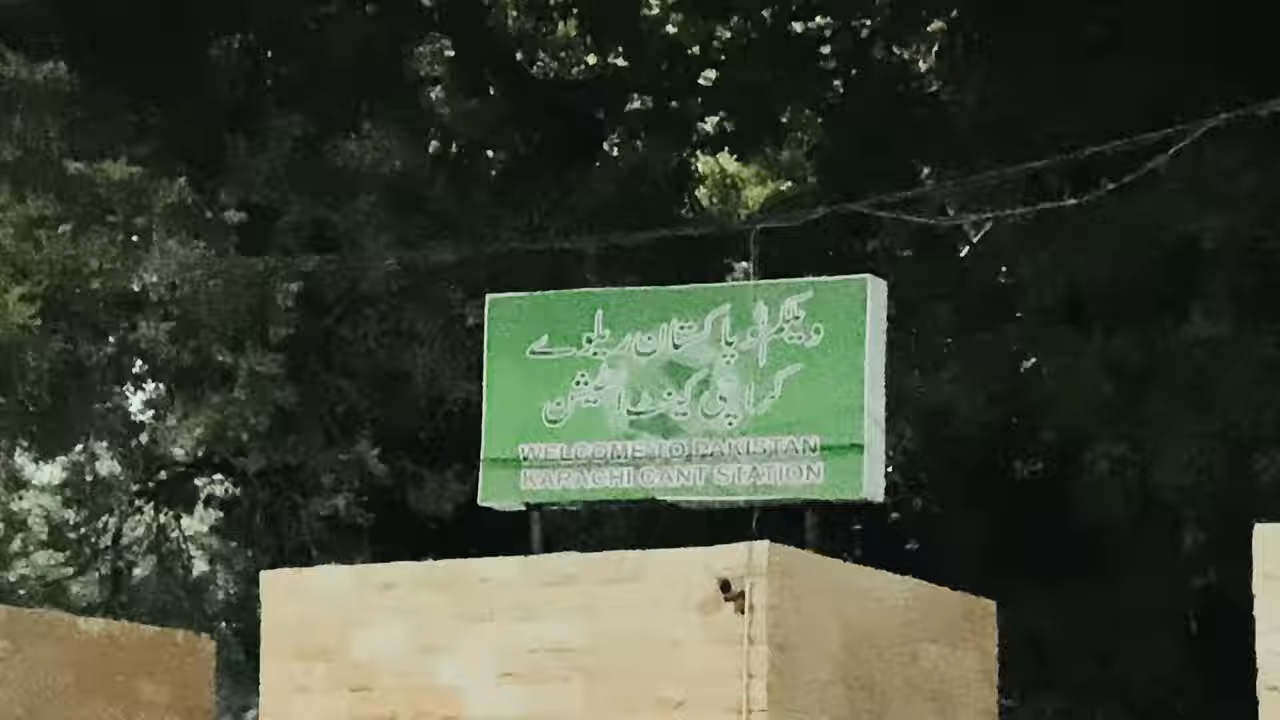 ویلکم ٹو پاکستان ریلوے
کراچی کینٹ اسٹیشن
WELCOME TO PAKISTAN
KARACHI CANT STATION